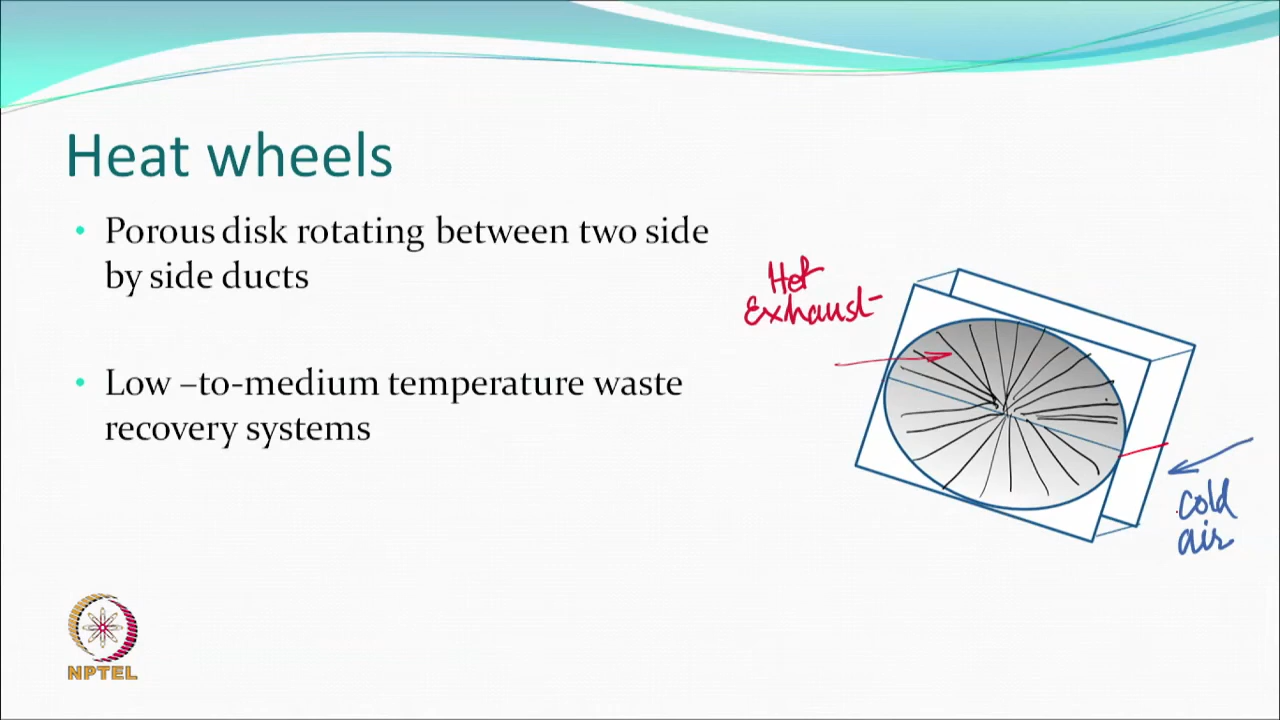 Heat wheels
• Porous disk rotating between two side
by side ducts
• Low –to-medium temperature waste
recovery systems
Hot
Exhaust
cold
air
NPTEL